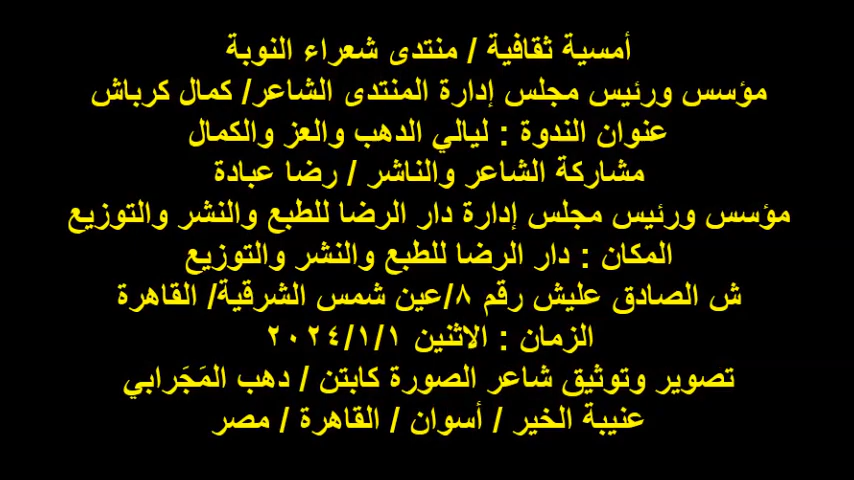 أمسية ثقافية / منتدى شعراء النوبة
مؤسس ورئيس مجلس إدارة المنتدى الشاعر/ كمال كرباش
عنوان الندوة : ليالي الدهب والعز والكمال
مشاركة الشاعر والناشر / رضا عبادة
مؤسس ورئيس مجلس إدارة دار الرضا للطبع والنشر والتوزيع
المكان : دار الرضا للطبع والنشر والتوزيع
ش الصادق عليش رقم ٨/عين شمس الشرقية/ القاهرة
الزمان : الاثنين ٢٠٢٤/١/١
تصوير وتوثيق شاعر الصورة كابتن / دهب المَجَرابي
عنيبة الخير / أسوان / القاهرة / مصر